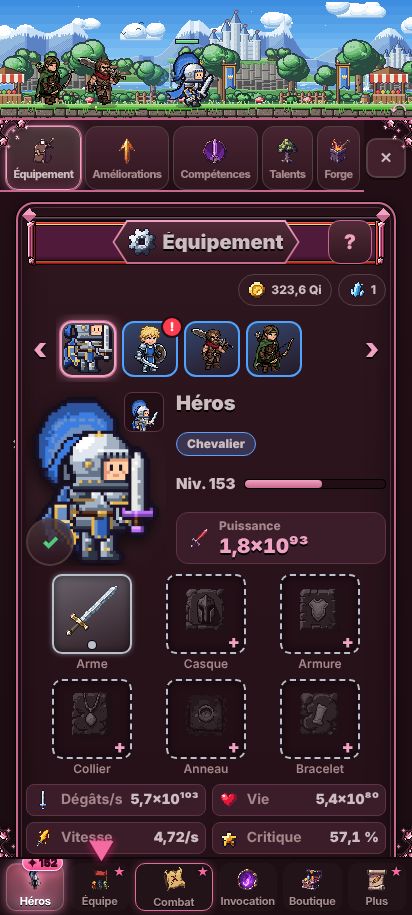 Équipement
Améliorations
Compétences
Talents
Forge
×
Équipement
?
323,6 Qi
1
!
Héros
Chevalier
Niv. 153
Puissance
1,8×10⁹³
Arme
Casque
Armure
Collier
Anneau
Bracelet
Dégâts/s 5,7×10¹⁰³
Vie 5,4×10⁸⁰
Vitesse 4,72/s
Critique 57,1 %
Héros
Équipe
Combat
Invocation
Boutique
Plus